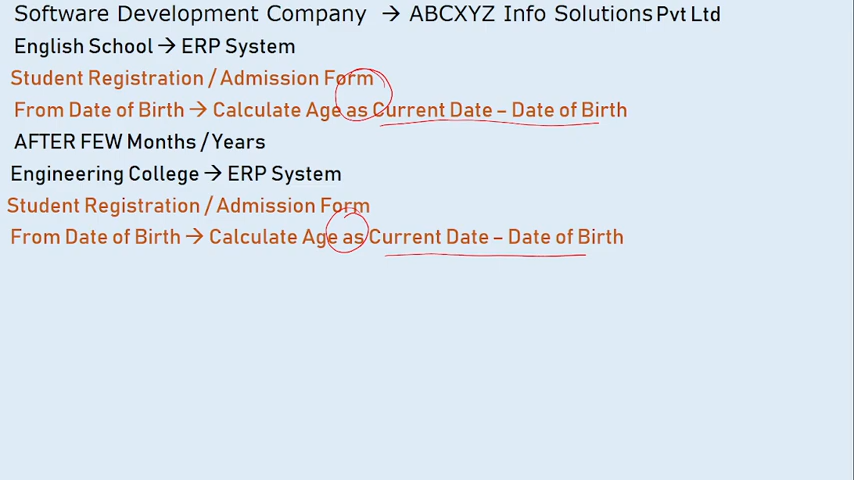 Software Development Company → ABCXYZ Info Solutions Pvt Ltd
English School → ERP System
Student Registration / Admission Form
From Date of Birth → Calculate Age as Current Date – Date of Birth
AFTER FEW Months / Years
Engineering College → ERP System
Student Registration / Admission Form
From Date of Birth → Calculate Age as Current Date – Date of Birth